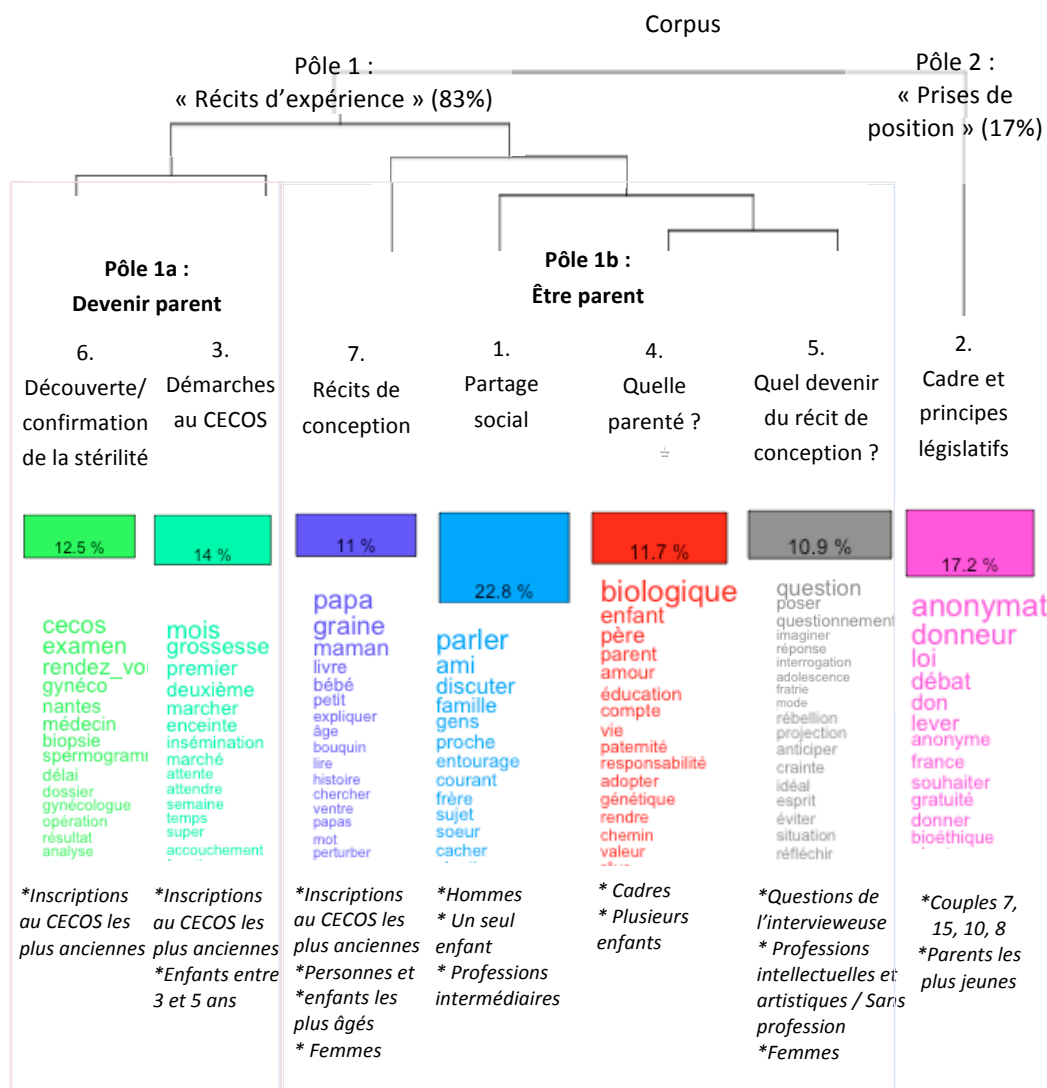 Corpus
Pôle 1 :
« Récits d'expérience » (83%)
Pôle 2 :
« Prises de
position » (17%)
Pôle 1a :
Devenir parent
Pôle 1b :
Être parent
6.
Découverte/
confirmation
de la stérilité
3.
Démarches
au CECOS
7.
Récits de
conception
1.
Partage
social
4.
Quelle
parenté ?
5.
Quel devenir
du récit de
conception ?
2.
Cadre et
principes
législatifs
12.5 %
14 %
11 %
22.8 %
11.7 %
10.9 %
17.2 %
cecos
examen
rendez_vou
gynéco
nantes
médecin
biopsie
spermogramm
délai
dossier
gynécologue
opération
résultat
analyse
mois
grossesse
premier
deuxième
marcher
enceinte
insémination
marché
attente
attendre
semaine
temps
super
accouchement
papa
graine
maman
livre
bébé
petit
expliquer
âge
bouquin
lire
histoire
chercher
ventre
papas
mot
perturber
parler
ami
discuter
famille
gens
proche
entourage
courant
frère
sujet
soeur
cacher
biologique
enfant
père
parent
amour
éducation
compte
vie
paternité
responsabilité
adopter
génétique
rendre
chemin
valeur
question
poser
questionnement
imaginer
réponse
interrogation
adolescence
fratrie
mode
rébellion
projection
anticiper
crainte
idéal
esprit
éviter
situation
réfléchir
anonymat
donneur
loi
débat
don
lever
anonyme
france
souhaiter
gratuité
donner
bioéthique
*Inscriptions
au CECOS les
plus anciennes
*Inscriptions
au CECOS les
plus anciennes
*Enfants entre
3 et 5 ans
*Inscriptions
au CECOS les
plus anciennes
*Personnes et
*enfants les
plus âgés
* Femmes
*Hommes
* Un seul
enfant
* Professions
intermédiaires
* Cadres
* Plusieurs
enfants
*Questions de
l'intervieweuse
* Professions
intellectuelles et
artistiques / Sans
profession
*Femmes
*Couples 7,
15, 10, 8
*Parents les
plus jeunes